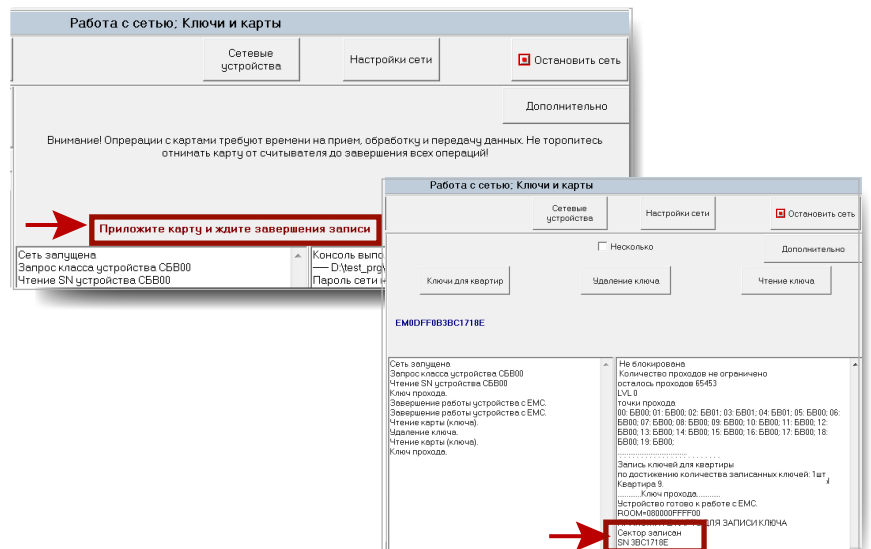 Работа с сетью; Ключи и карты
Сетевые
устройства
Настройки сети
Остановить сеть
Дополнительно
Внимание! Опрерации с картами требуют времени на прием, обработку и передачу данных. Не торопитесь
отнимать карту от считывателя до завершения всех операций!
Приложите карту и ждите завершения записи
Сеть запущена
Запрос класса устройства СБВ00
Чтение SN устройства СБВ00
Консоль выпо
---- D:\test_prg\
Пароль сети
Работа с сетью; Ключи и карты
Сетевые
устройства
Настройки сети
Остановить сеть
Несколько
Дополнительно
Ключи для квартир
Удаление ключа
Чтение ключа
EM0DFF0B3BC1718E
Сеть запущена
Запрос класса устройства СБВ00
Чтение SN устройства СБВ00
Ключ прохода.
Завершение работы устройства с EMC.
Завершение работы устройства с EMC.
Чтение карты (ключа).
Удаление ключа.
Чтение карты (ключа).
Ключ прохода.
Не блокирована
Количество проходов не ограничено
осталось проходов 65453
LVL 0
точки прохода
00: БВ00; 01: БВ00; 02: БВ01; 03: БВ01; 04: БВ01; 05: БВ00; 06:
БВ00; 07: БВ00; 08: БВ00; 09: БВ00; 10: БВ00; 11: БВ00; 12:
БВ00; 13: БВ00; 14: БВ00; 15: БВ00; 16: БВ00; 17: БВ00; 18:
БВ00; 19: БВ00;
..............................
. . . . . . . . . . . . . . . . . . . . . . .
Запись ключей для квартиры
по достижению количества записанных ключей: 1шт
Квартира 9.
...........Ключ прохода...........
Устройство готово к работе с EMC.
ROOM=080000FFFF00
ДЛЯ ЗАПИСИ КЛЮЧА
Сектор записан
SN 3BC1718E